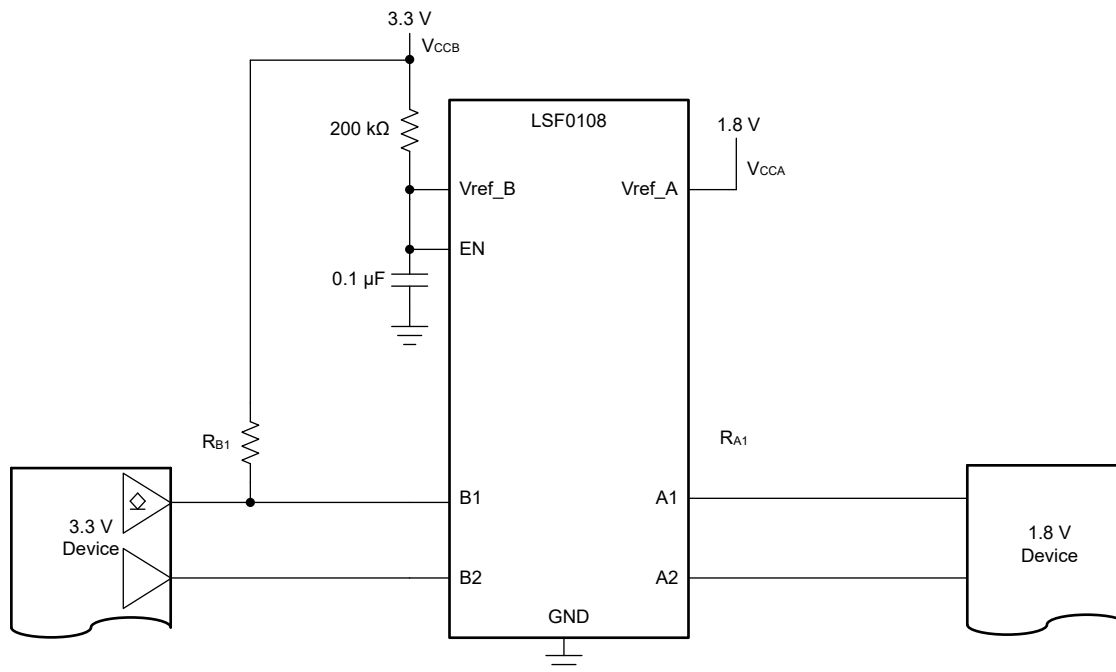 3.3 V
VCCB
LSF0108
200 kΩ
1.8 V
VCCA
Vref_B
Vref_A
EN
0.1 µF
RB1
RA1
B1
A1
3.3 V
Device
1.8 V
Device
B2
A2
GND